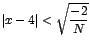 |x − 4| < √(−2/N)